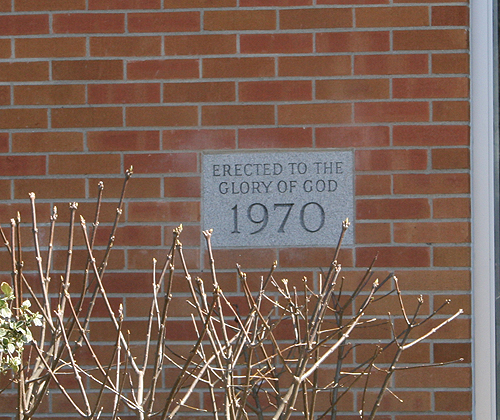 ERECTED TO THE
GLORY OF GOD
1970